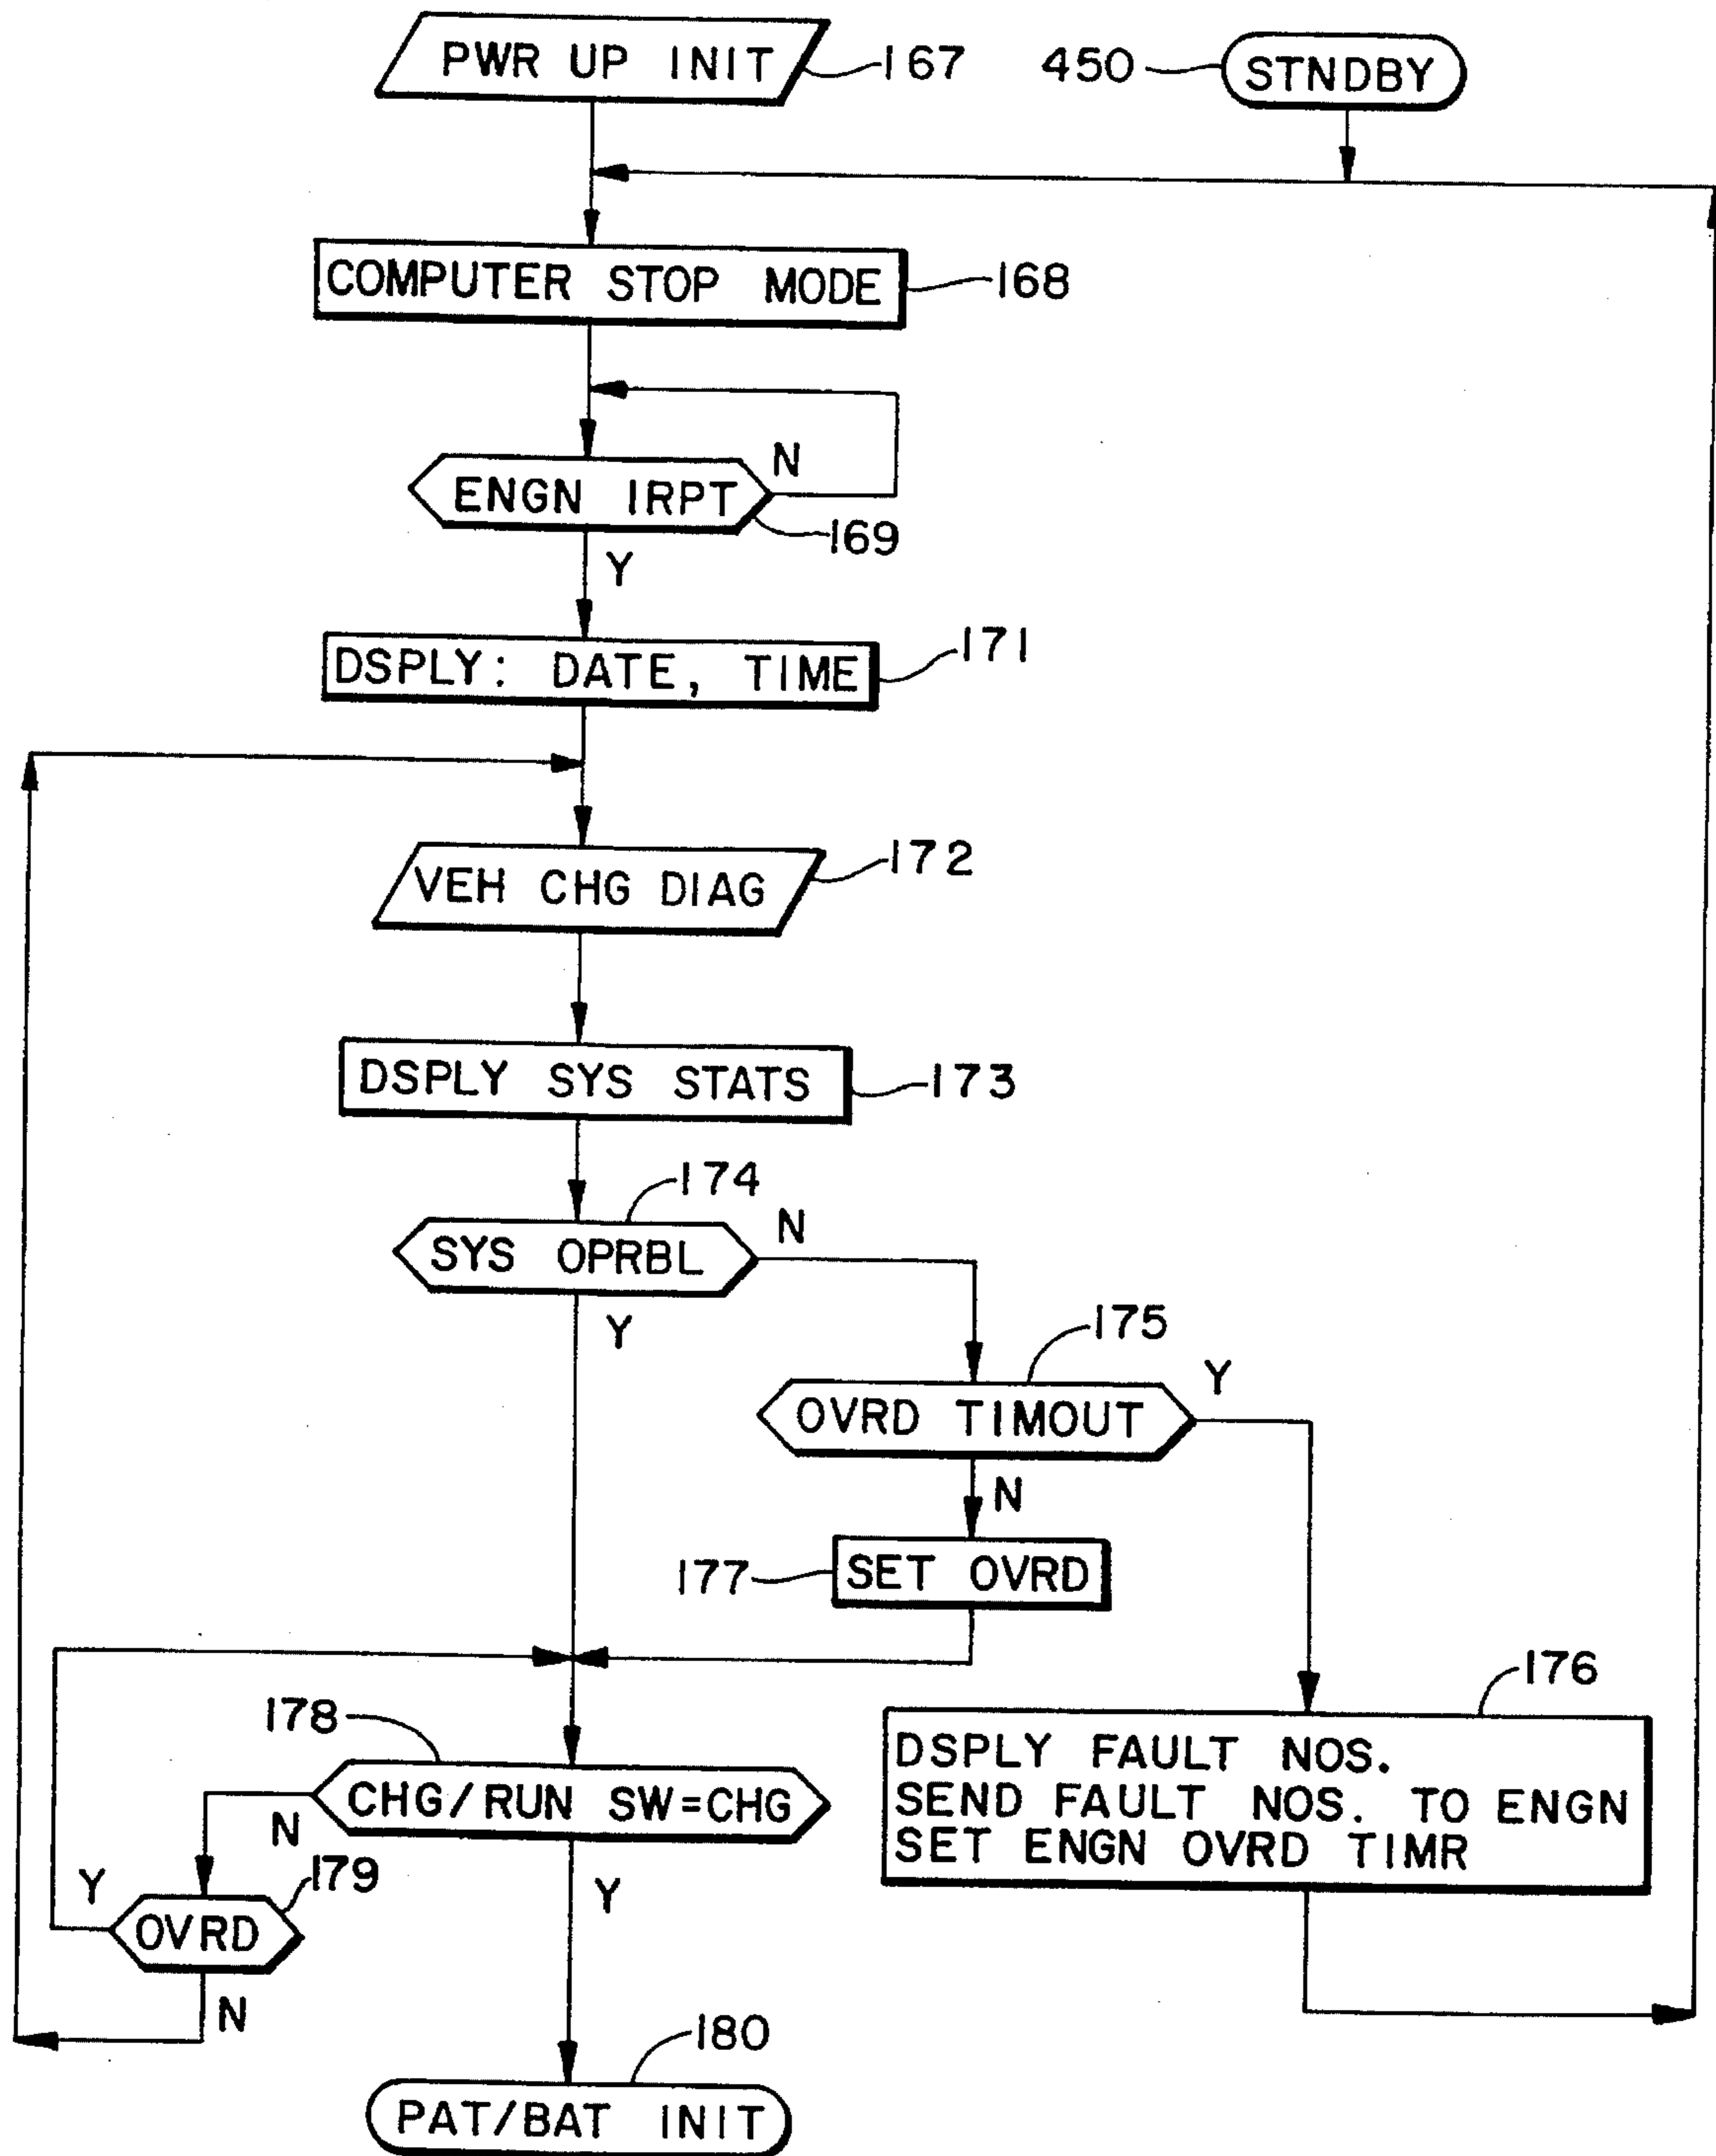 PWR UP INIT
167
450
STNDBY
COMPUTER STOP MODE
168
N
ENGN IRPT
169
Y
DSPLY: DATE, TIME
171
VEH CHG DIAG
172
DSPLY SYS STATS
173
174
SYS OPRBL
N
Y
175
OVRD TIMOUT
Y
N
177
SET OVRD
176
DSPLY FAULT NOS.
SEND FAULT NOS. TO ENGN
SET ENGN OVRD TIMR
178
CHG/RUN SW=CHG
N
Y
179
Y
OVRD
N
180
PAT/BAT INIT